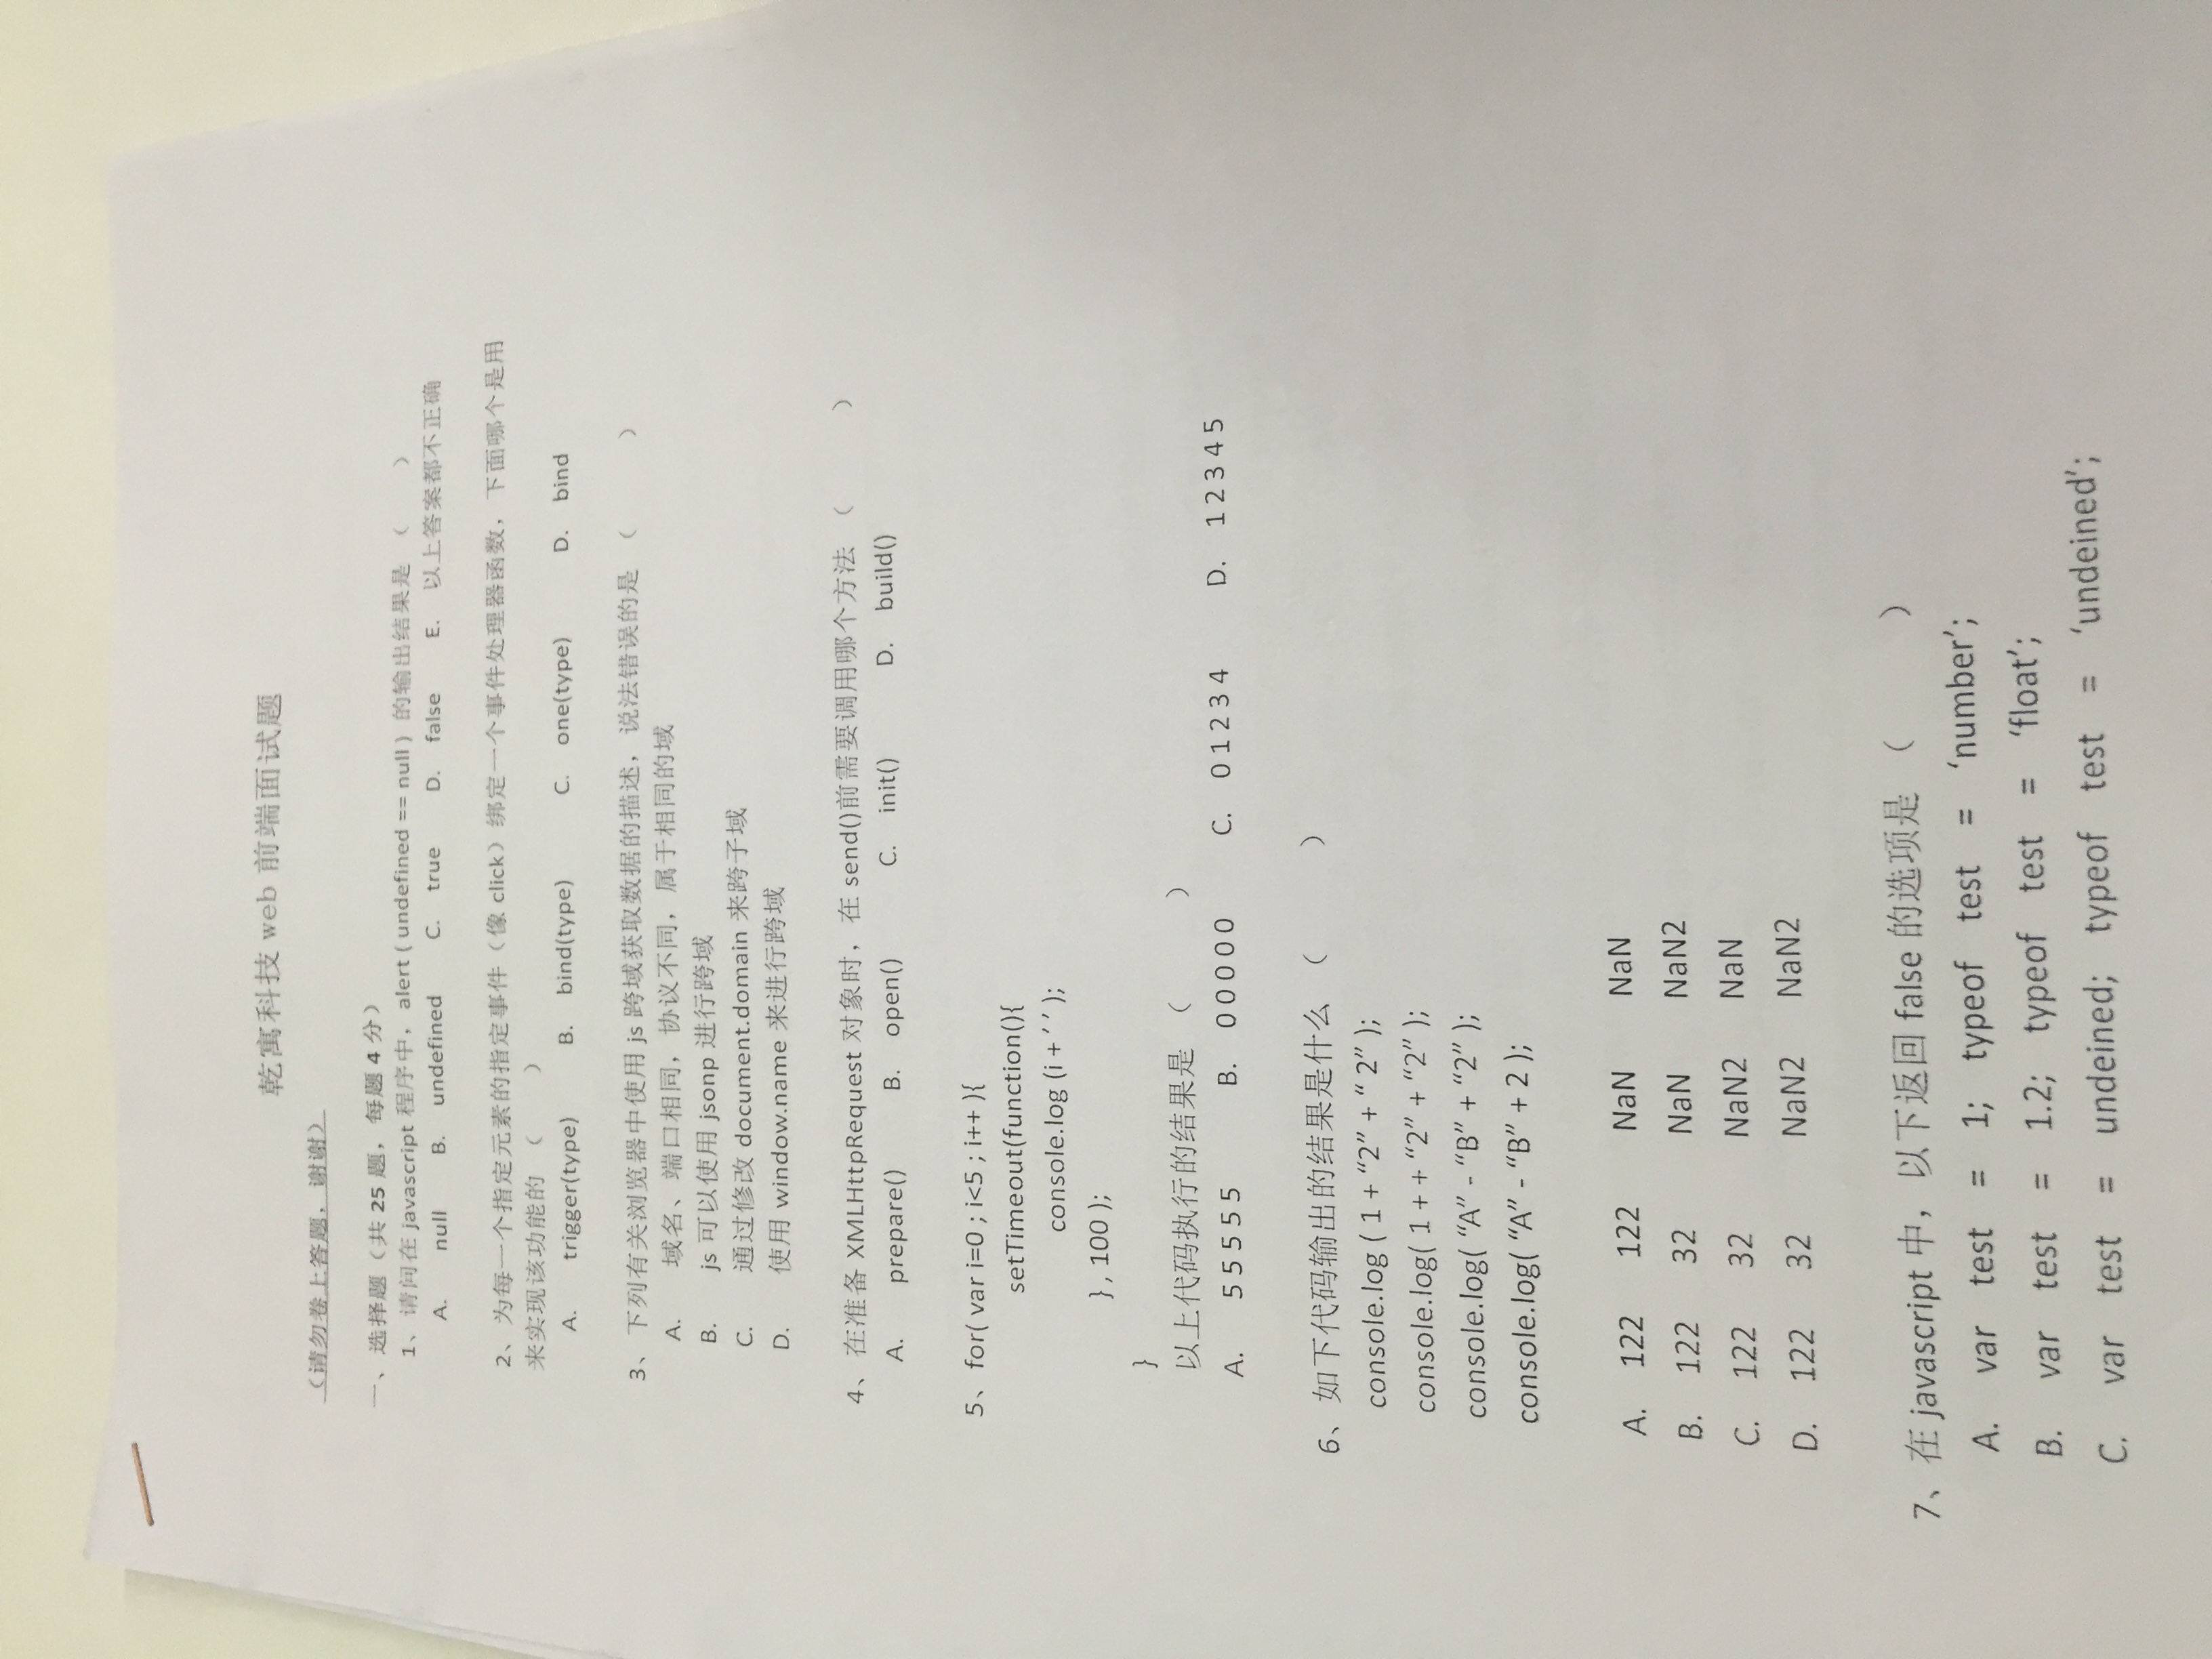 乾寓科技 web 前端面试题
（请勿卷上答题，谢谢）
一、选择题（共 25 题，每题 4 分）
1、请问在 javascript 程序中，alert ( undefined == null ) 的输出结果是 （ ）
A. null B. undefined C. true D. false E. 以上答案都不正确
2、为每一个指定元素的指定事件（像 click）绑定一个事件处理器函数，下面哪个是用
来实现该功能的 （ ）
A. trigger(type) B. bind(type) C. one(type) D. bind
3、下列有关浏览器中使用 js 跨域获取数据的描述，说法错误的是 （ ）
A. 域名、端口相同，协议不同，属于相同的域
B. js 可以使用 jsonp 进行跨域
C. 通过修改 document.domain 来跨子域
D. 使用 window.name 来进行跨域
4、在准备 XMLHttpRequest 对象时，在 send()前需要调用哪个方法 （ ）
A. prepare() B. open() C. init() D. build()
5、for( var i=0 ; i<5 ; i++ ){
setTimeout(function(){
console.log (i + ’ ’ );
} , 100 );
}
以上代码执行的结果是 （ ）
A. 5 5 5 5 5 B. 0 0 0 0 0 C. 0 1 2 3 4 D. 1 2 3 4 5
6、如下代码输出的结果是什么 （ ）
console.log ( 1 + “2” + “ 2” );
console.log( 1 + + “2” + “2” );
console.log( “A” - “B” + “2” );
console.log( “A” - “B” + 2 );
A. 122 122 NaN NaN
B. 122 32 NaN NaN2
C. 122 32 NaN2 NaN
D. 122 32 NaN2 NaN2
7、在 javascript 中，以下返回 false 的选项是 （ ）
A. var test = 1; typeof test = ‘number’;
B. var test = 1.2; typeof test = ‘float’;
C. var test = undeined; typeof test = ‘undeined’;